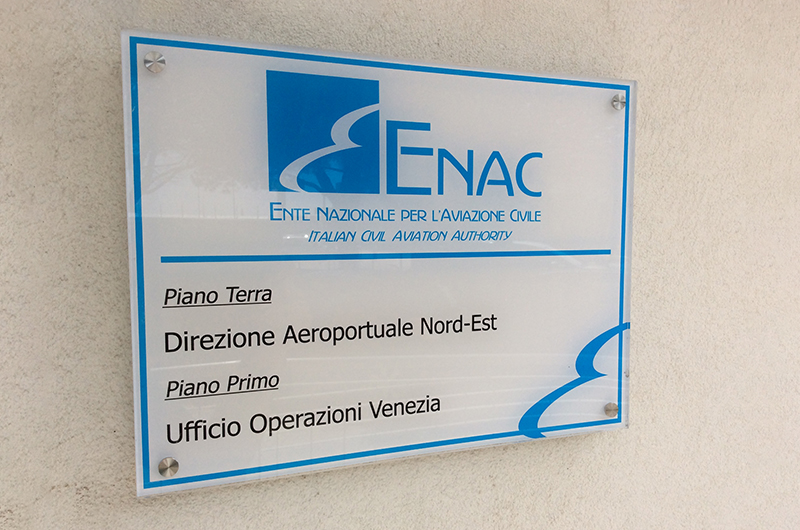 ENAC
ENTE NAZIONALE PER L'AVIAZIONE CIVILE
ITALIAN CIVIL AVIATION AUTHORITY
Piano Terra
Direzione Aeroportuale Nord-Est
Piano Primo
Ufficio Operazioni Venezia